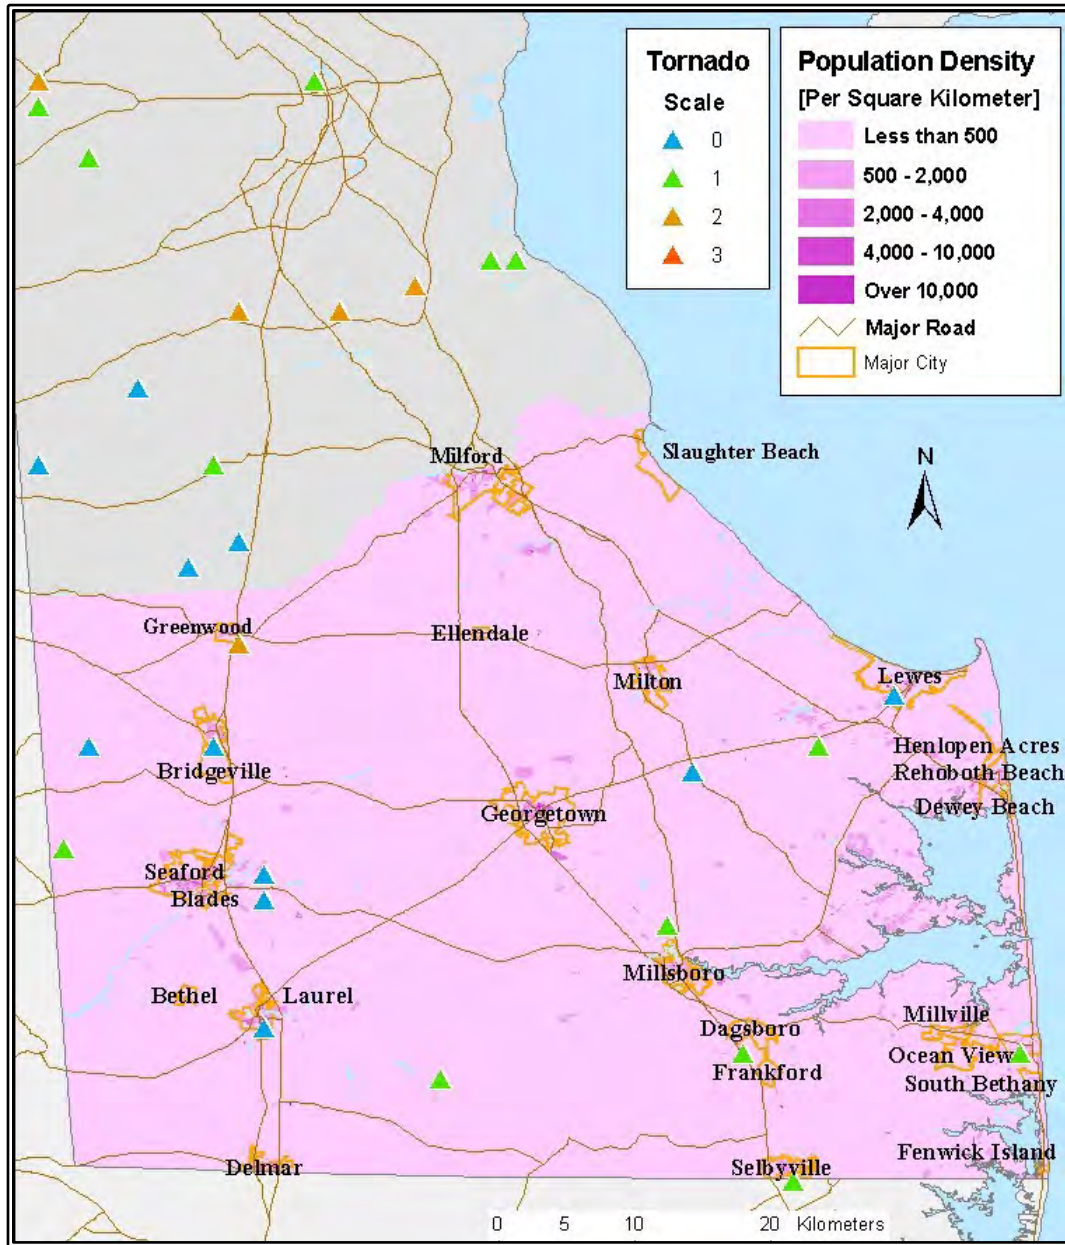 Tornado
Scale
0
1
2
3
Population Density
[Per Square Kilometer]
Less than 500
500 - 2,000
2,000 - 4,000
4,000 - 10,000
Over 10,000
Major Road
Major City
N
Milford
Slaughter Beach
Greenwood
Ellendale
Milton
Lewes
Henlopen Acres
Bridgeville
Rehoboth Beach
Dewey Beach
Georgetown
Seaford
Blades
Millsboro
Bethel
Laurel
Millville
Dagsboro
Ocean View
Frankford
South Bethany
Fenwick Island
Delmar
Selbyville
0 5 10 20 Kilometers